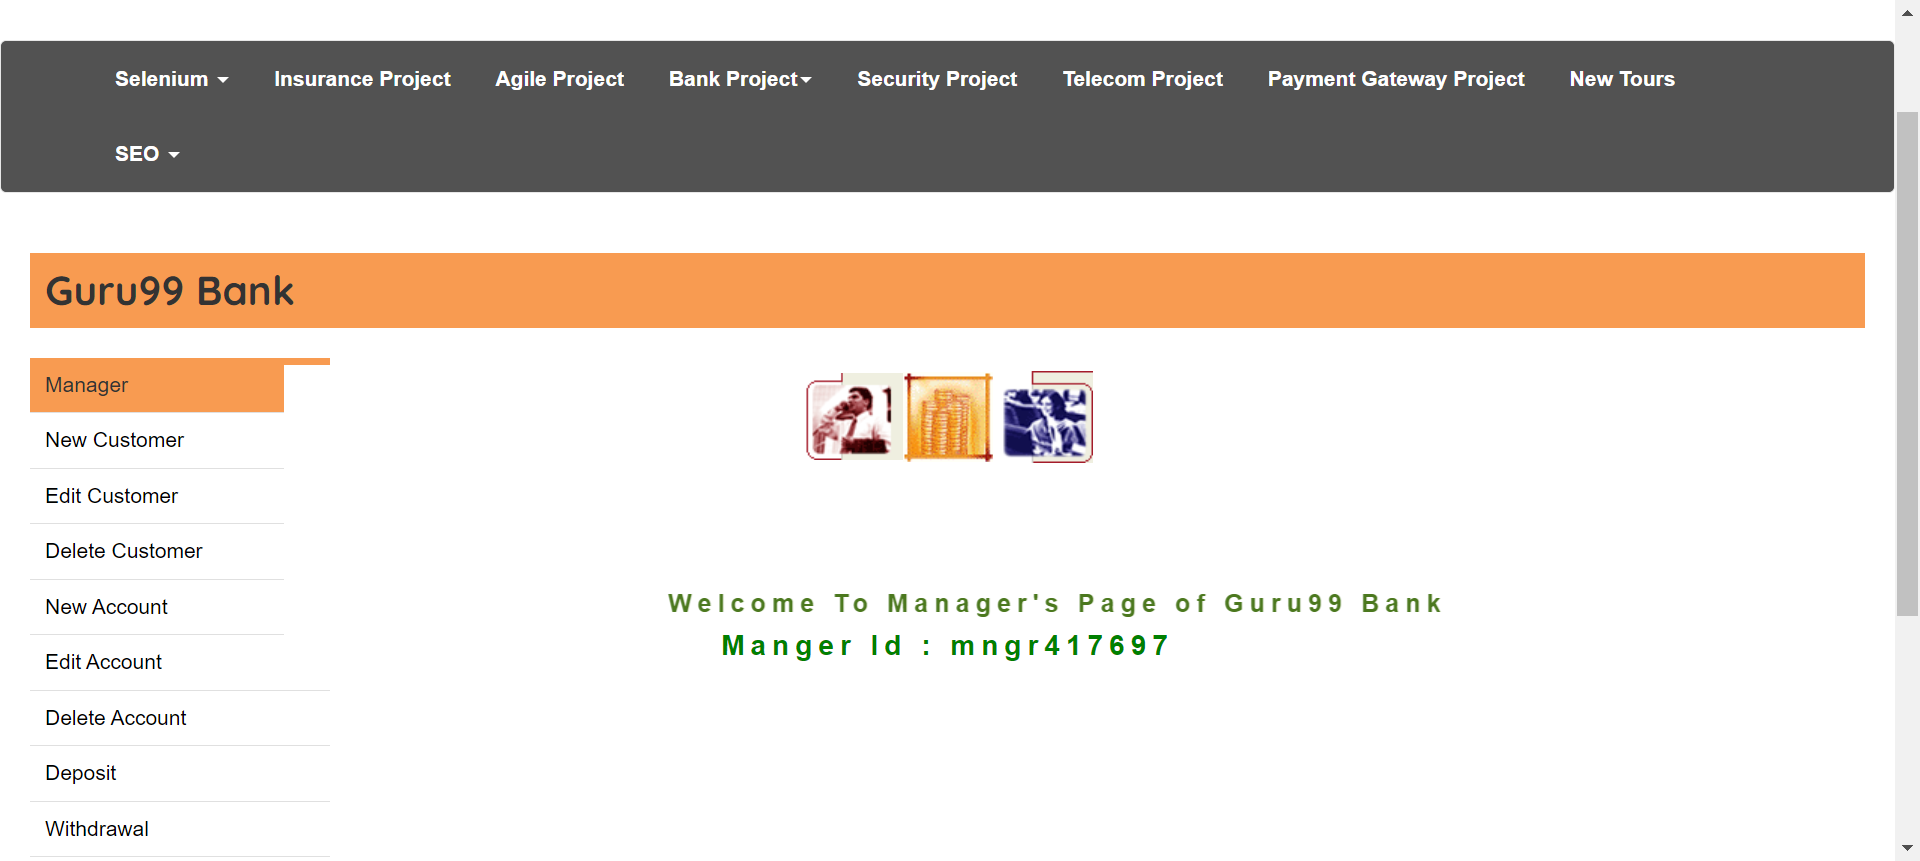 Selenium Insurance Project Agile Project Bank Project Security Project Telecom Project Payment Gateway Project New Tours
SEO
Guru99 Bank
Manager
New Customer
Edit Customer
Delete Customer
New Account
Edit Account
Delete Account
Deposit
Withdrawal
Welcome To Manager's Page of Guru99 Bank
Manger Id : mngr417697